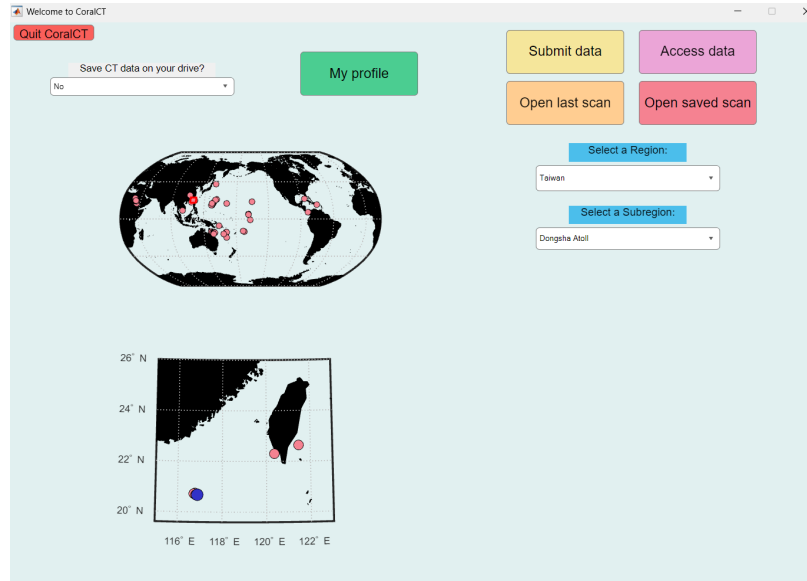 Welcome to CoralCT
Quit CoralCT
Save CT data on your drive?
No
My profile
Submit data
Access data
Open last scan
Open saved scan
Select a Region:
Taiwan
Select a Subregion:
Dongsha Atoll
26° N
24° N
22° N
20° N
116° E 118° E 120° E 122° E